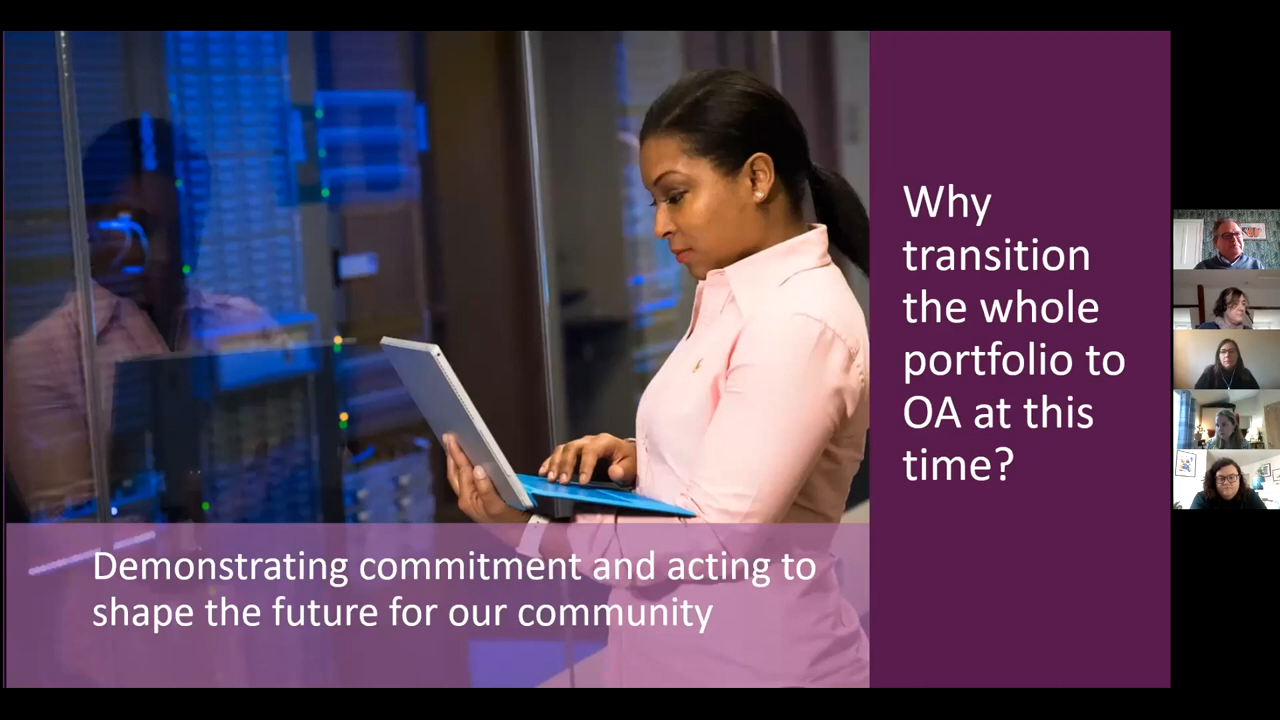 Why
transition
the whole
portfolio to
OA at this
time?
Demonstrating commitment and acting to
shape the future for our community